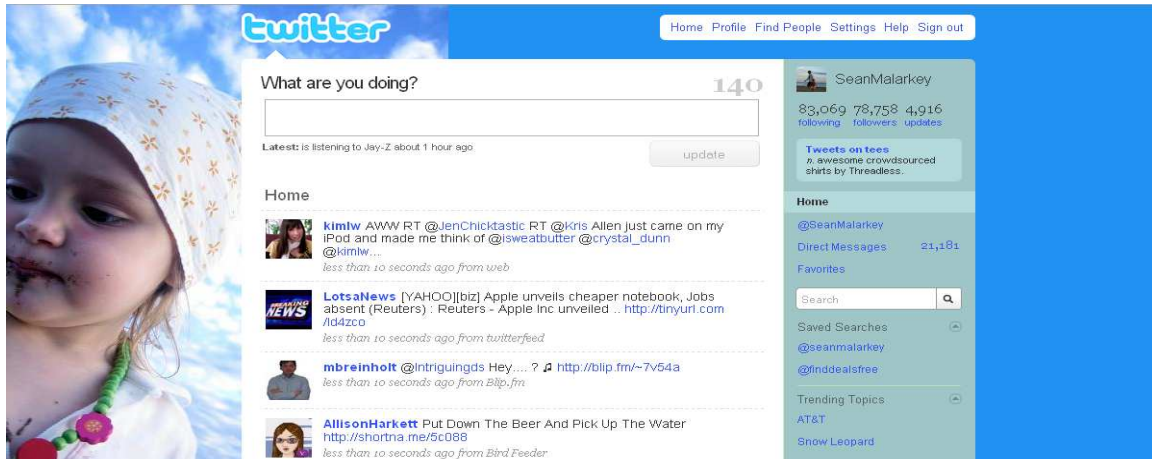 twitter
Home Profile Find People Settings Help Sign out
What are you doing?
140
Latest: is listening to Jay-Z about 1 hour ago
update
Home
kimlw AWW RT @JenChicktastic RT @Kris Allen just came on my
iPod and made me think of @isweatbutter @crystal_dunn
@kimlw...
less than 10 seconds ago from web
BREAKING
NEWS
LotsaNews [YAHOO][biz] Apple unveils cheaper notebook, Jobs
absent (Reuters) : Reuters - Apple Inc unveiled .. http://tinyurl.com
/ld4zco
less than 10 seconds ago from twitterfeed
mbreinholt @Intriguingds Hey.... ? ♫ http://blip.fm/~7v54a
less than 10 seconds ago from Blip.fm
AllisonHarkett Put Down The Beer And Pick Up The Water
http://shortna.me/5c088
less than 10 seconds ago from Bird Feeder
SeanMalarkey
83,069 78,758 4,916
following followers updates
Tweets on tees
n. awesome crowdsourced
shirts by Threadless.
Home
@SeanMalarkey
Direct Messages 21,181
Favorites
Search
Saved Searches
@seanmalarkey
@finddealsfree
Trending Topics
AT&T
Snow Leopard